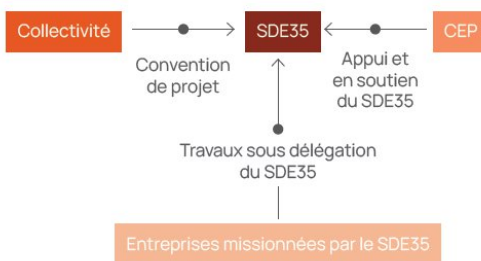 Collectivité
SDE35
CEP
Convention
de projet
Appui et
en soutien
du SDE35
Travaux sous délégation
du SDE35
Entreprises missionnées par le SDE35